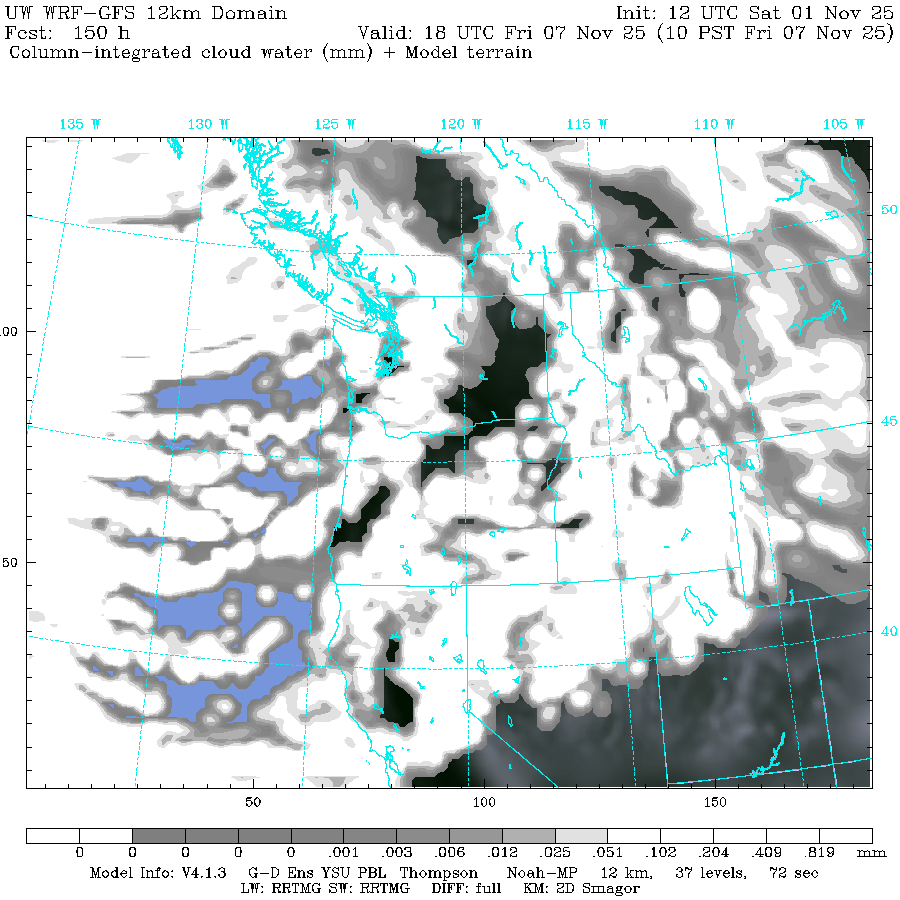 UW WRF-GFS 12km Domain Init: 12 UTC Sat 01 Nov 25
Fcst: 150 h Valid: 18 UTC Fri 07 Nov 25 (10 PST Fri 07 Nov 25)
Column-integrated cloud water (mm) + Model terrain
135 W 130 W 125 W 120 W 115 W 110 W 105 W
50
00
45
50
40
50 100 150
0 0 0 0 0 .001 .003 .006 .012 .025 .051 .102 .204 .409 .819 mm
Model Info: V4.1.3 G-D Ens YSU PBL Thompson Noah-MP 12 km, 37 levels, 72 sec
LW: RRTMG SW: RRTMG DIFF: full KM: 2D Smagor